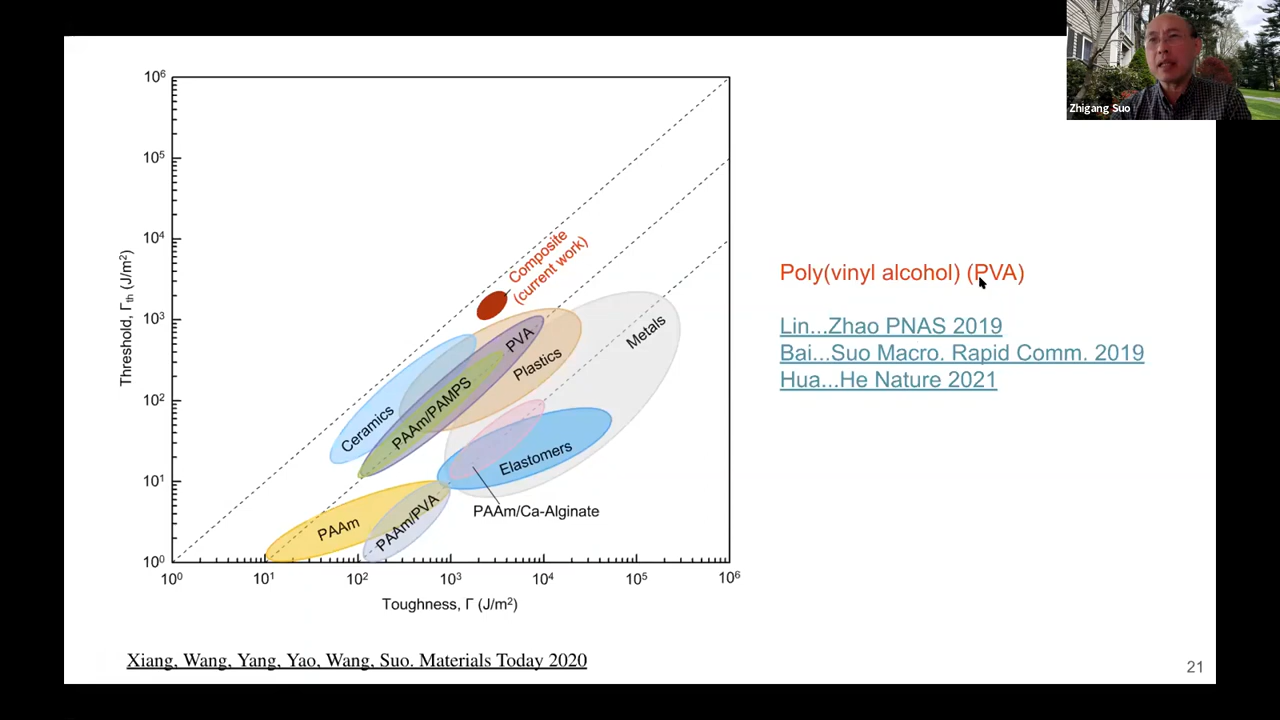 Zhigang Suo
10⁶
10⁵
10⁴
10³
10²
10¹
10⁰
Threshold, Γth (J/m²)
Composite
(current work)
Metals
PVA
Plastics
PAAm/PAMPS
Ceramics
Elastomers
PAAm/Ca-Alginate
PAAm
PAAm/PVA
10⁰ 10¹ 10² 10³ 10⁴ 10⁵ 10⁶
Toughness, Γ (J/m²)
Poly(vinyl alcohol) (PVA)
Lin...Zhao PNAS 2019
Bai...Suo Macro. Rapid Comm. 2019
Hua...He Nature 2021
Xiang, Wang, Yang, Yao, Wang, Suo. Materials Today 2020
21